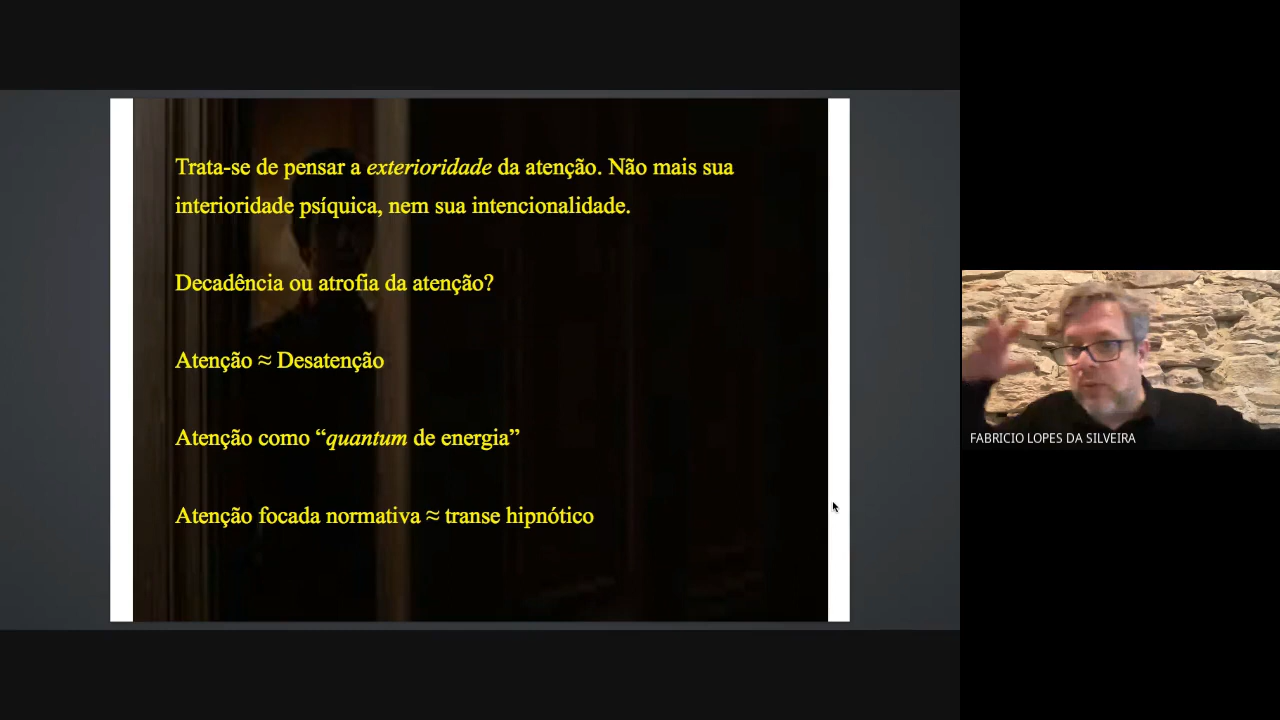 Trata-se de pensar a exterioridade da atenção. Não mais sua
interioridade psíquica, nem sua intencionalidade.
Decadência ou atrofia da atenção?
Atenção ≈ Desatenção
Atenção como “quantum de energia”
Atenção focada normativa ≈ transe hipnótico
FABRICIO LOPES DA SILVEIRA